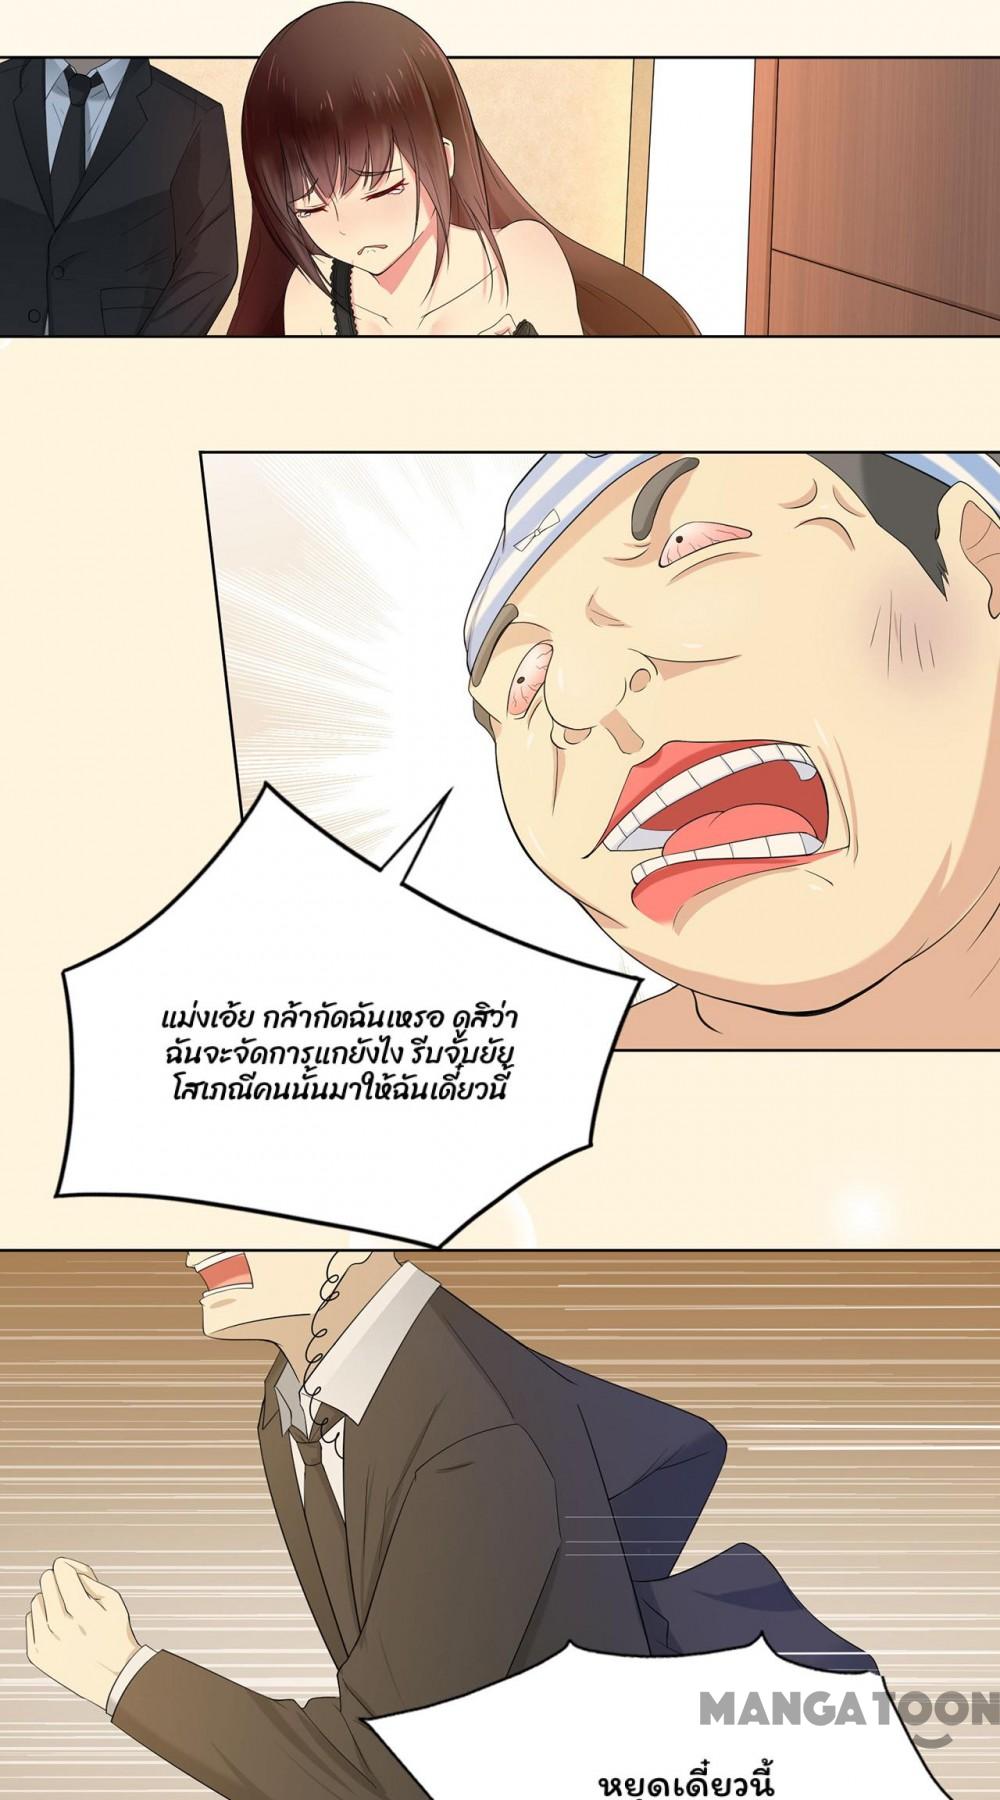 แม่งเอ้ย กล้ากัดฉันเหรอ ดูสิว่า
ฉันจะจัดการแกยังไง รีบจับยัย
โสเภณีคนนั้นมาให้ฉันเดี๋ยวนี้
MANGATOON
หยุดเดี๋ยวนี้